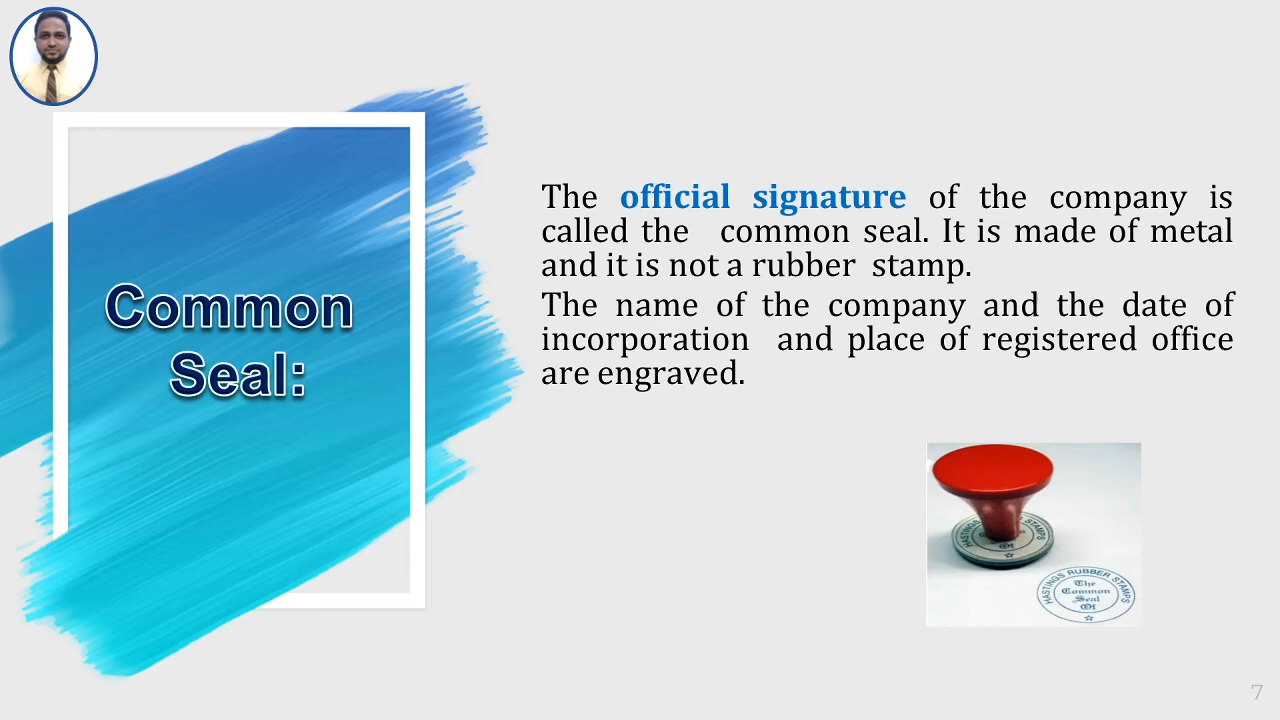 Common
Seal:
The official signature of the company is
called the common seal. It is made of metal
and it is not a rubber stamp.
The name of the company and the date of
incorporation and place of registered office
are engraved.
HASTINGS RUBBER STAMPS
The
Common
Seal
Of
7